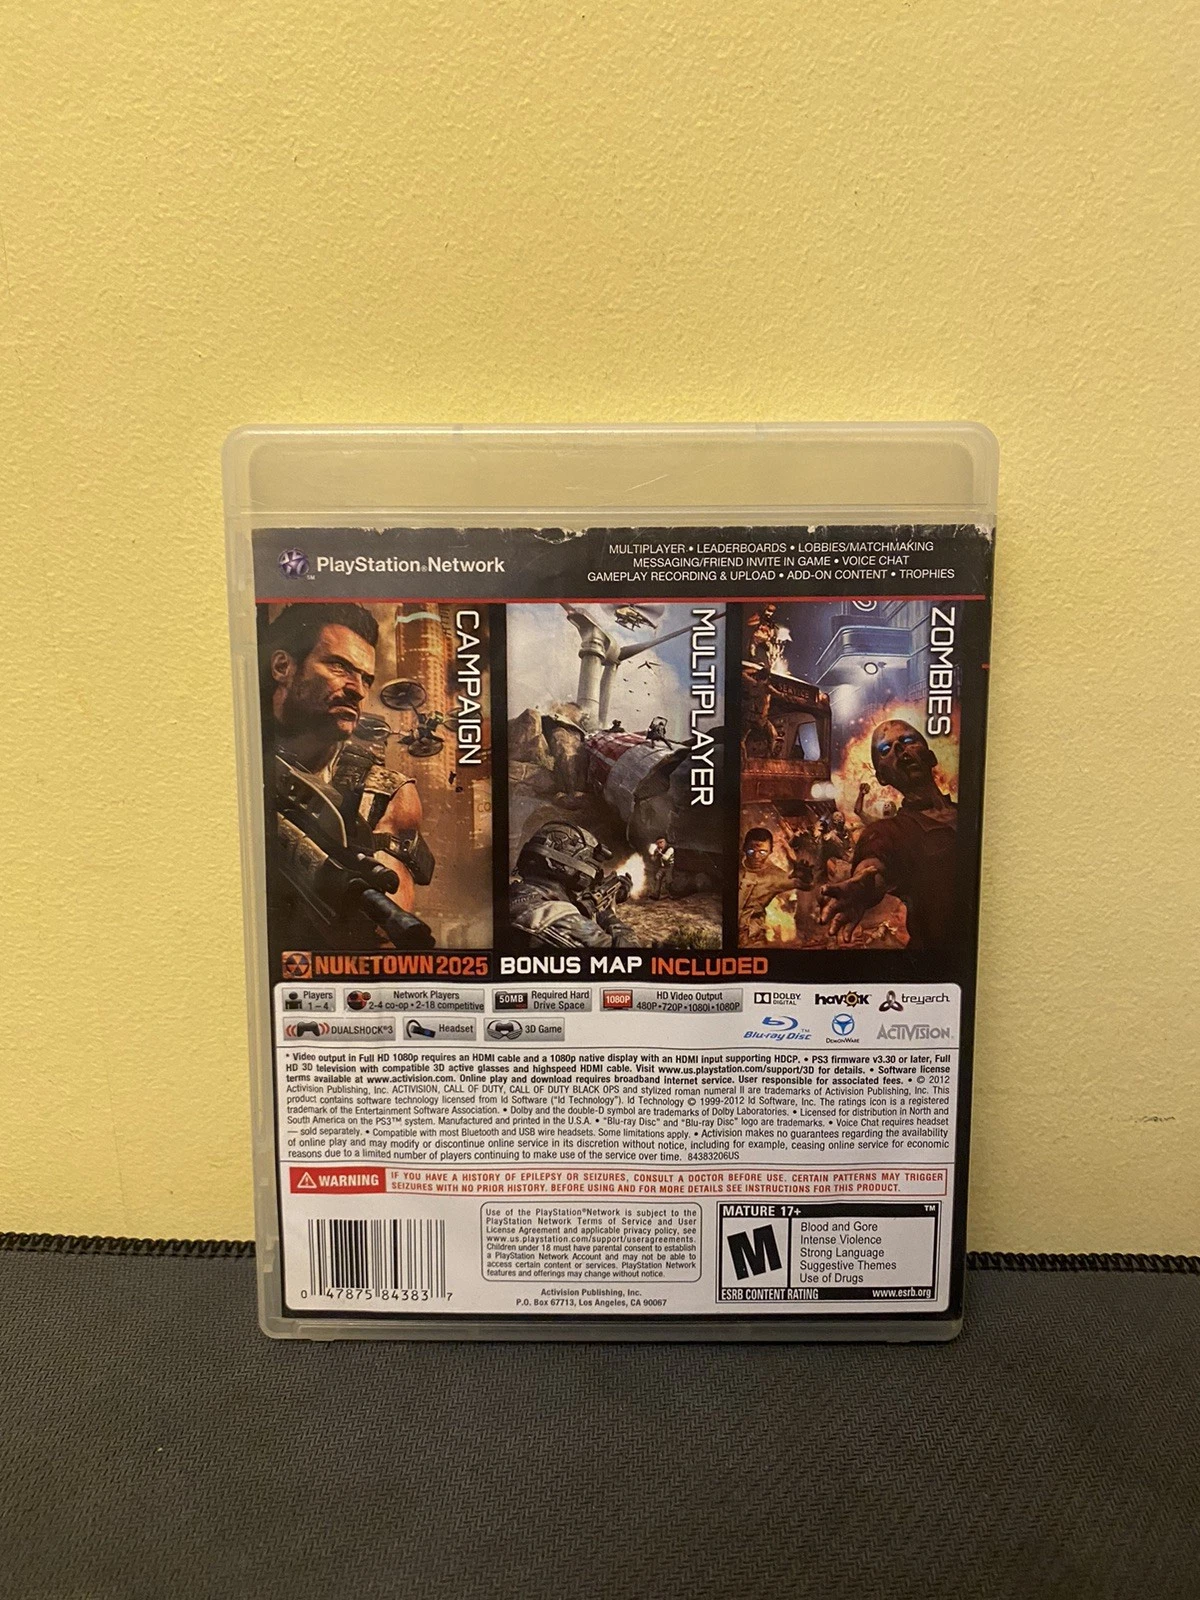 PlayStation®Network
MULTIPLAYER • LEADERBOARDS • LOBBIES/MATCHMAKING
MESSAGING/FRIEND INVITE IN GAME • VOICE CHAT
GAMEPLAY RECORDING & UPLOAD • ADD-ON CONTENT • TROPHIES
CAMPAIGN
MULTIPLAYER
ZOMBIES
NUKETOWN 2025 BONUS MAP INCLUDED
Players
1 – 4
Network Players
2-4 co-op • 2-18 competitive
50MB
Required Hard
Drive Space
1080P
HD Video Output
480P•720P•1080i•1080P
DOLBY
DIGITAL
havok
treyarch
DUALSHOCK®3
Headset
3D Game
Blu-ray Disc™
DEMONWARE
ACTIVISION
* Video output in Full HD 1080p requires an HDMI cable and a 1080p native display with an HDMI input supporting HDCP. • PS3 firmware v3.30 or later, Full
HD 3D television with compatible 3D active glasses and highspeed HDMI cable. Visit www.us.playstation.com/support/3D for details. • Software license
terms available at www.activision.com. Online play and download requires broadband internet service. User responsible for associated fees. • © 2012
Activision Publishing, Inc. ACTIVISION, CALL OF DUTY, CALL OF DUTY BLACK OPS and stylized roman numeral II are trademarks of Activision Publishing, Inc. This
product contains software technology licensed from Id Software ("Id Technology"). Id Technology © 1999-2012 Id Software, Inc. The ratings icon is a registered
trademark of the Entertainment Software Association. • Dolby and the double-D symbol are trademarks of Dolby Laboratories. • Licensed for distribution in North and
South America on the PS3™ system. Manufactured and printed in the U.S.A. • "Blu-ray Disc" and "Blu-ray Disc" logo are trademarks. • Voice Chat requires headset
— sold separately. • Compatible with most Bluetooth and USB wire headsets. Some limitations apply. • Activision makes no guarantees regarding the availability
of online play and may modify or discontinue online service in its discretion without notice, including for example, ceasing online service for economic
reasons due to a limited number of players continuing to make use of the service over time. 84383206US
WARNING
IF YOU HAVE A HISTORY OF EPILEPSY OR SEIZURES, CONSULT A DOCTOR BEFORE USE. CERTAIN PATTERNS MAY TRIGGER
SEIZURES WITH NO PRIOR HISTORY. BEFORE USING AND FOR MORE DETAILS SEE INSTRUCTIONS FOR THIS PRODUCT.
0 47875 84383 7
Use of the PlayStation®Network is subject to the
PlayStation Network Terms of Service and User
License Agreement and applicable privacy policy, see
www.us.playstation.com/support/useragreements.
Children under 18 must have parental consent to establish
a PlayStation Network Account and may not be able to
access certain content or services. PlayStation Network
features and offerings may change without notice.
Activision Publishing, Inc.
P.O. Box 67713, Los Angeles, CA 90067
MATURE 17+ ™
M
Blood and Gore
Intense Violence
Strong Language
Suggestive Themes
Use of Drugs
ESRB CONTENT RATING www.esrb.org